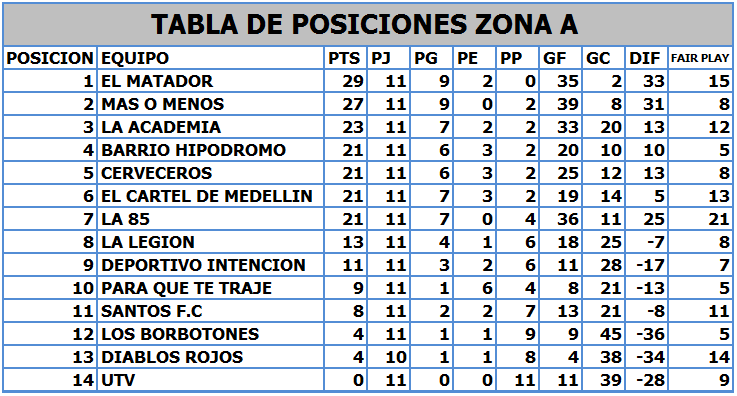 TABLA DE POSICIONES ZONA A
POSICION EQUIPO PTS PJ PG PE PP GF GC DIF FAIR PLAY
1 EL MATADOR 29 11 9 2 0 35 2 33 15
2 MAS O MENOS 27 11 9 0 2 39 8 31 8
3 LA ACADEMIA 23 11 7 2 2 33 20 13 12
4 BARRIO HIPODROMO 21 11 6 3 2 20 10 10 5
5 CERVECEROS 21 11 6 3 2 25 12 13 8
6 EL CARTEL DE MEDELLIN 21 11 7 3 2 19 14 5 13
7 LA 85 21 11 7 0 4 36 11 25 21
8 LA LEGION 13 11 4 1 6 18 25 -7 8
9 DEPORTIVO INTENCION 11 11 3 2 6 11 28 -17 7
10 PARA QUE TE TRAJE 9 11 1 6 4 8 21 -13 5
11 SANTOS F.C 8 11 2 2 7 13 21 -8 11
12 LOS BORBOTONES 4 11 1 1 9 9 45 -36 5
13 DIABLOS ROJOS 4 10 1 1 8 4 38 -34 14
14 UTV 0 11 0 0 11 11 39 -28 9